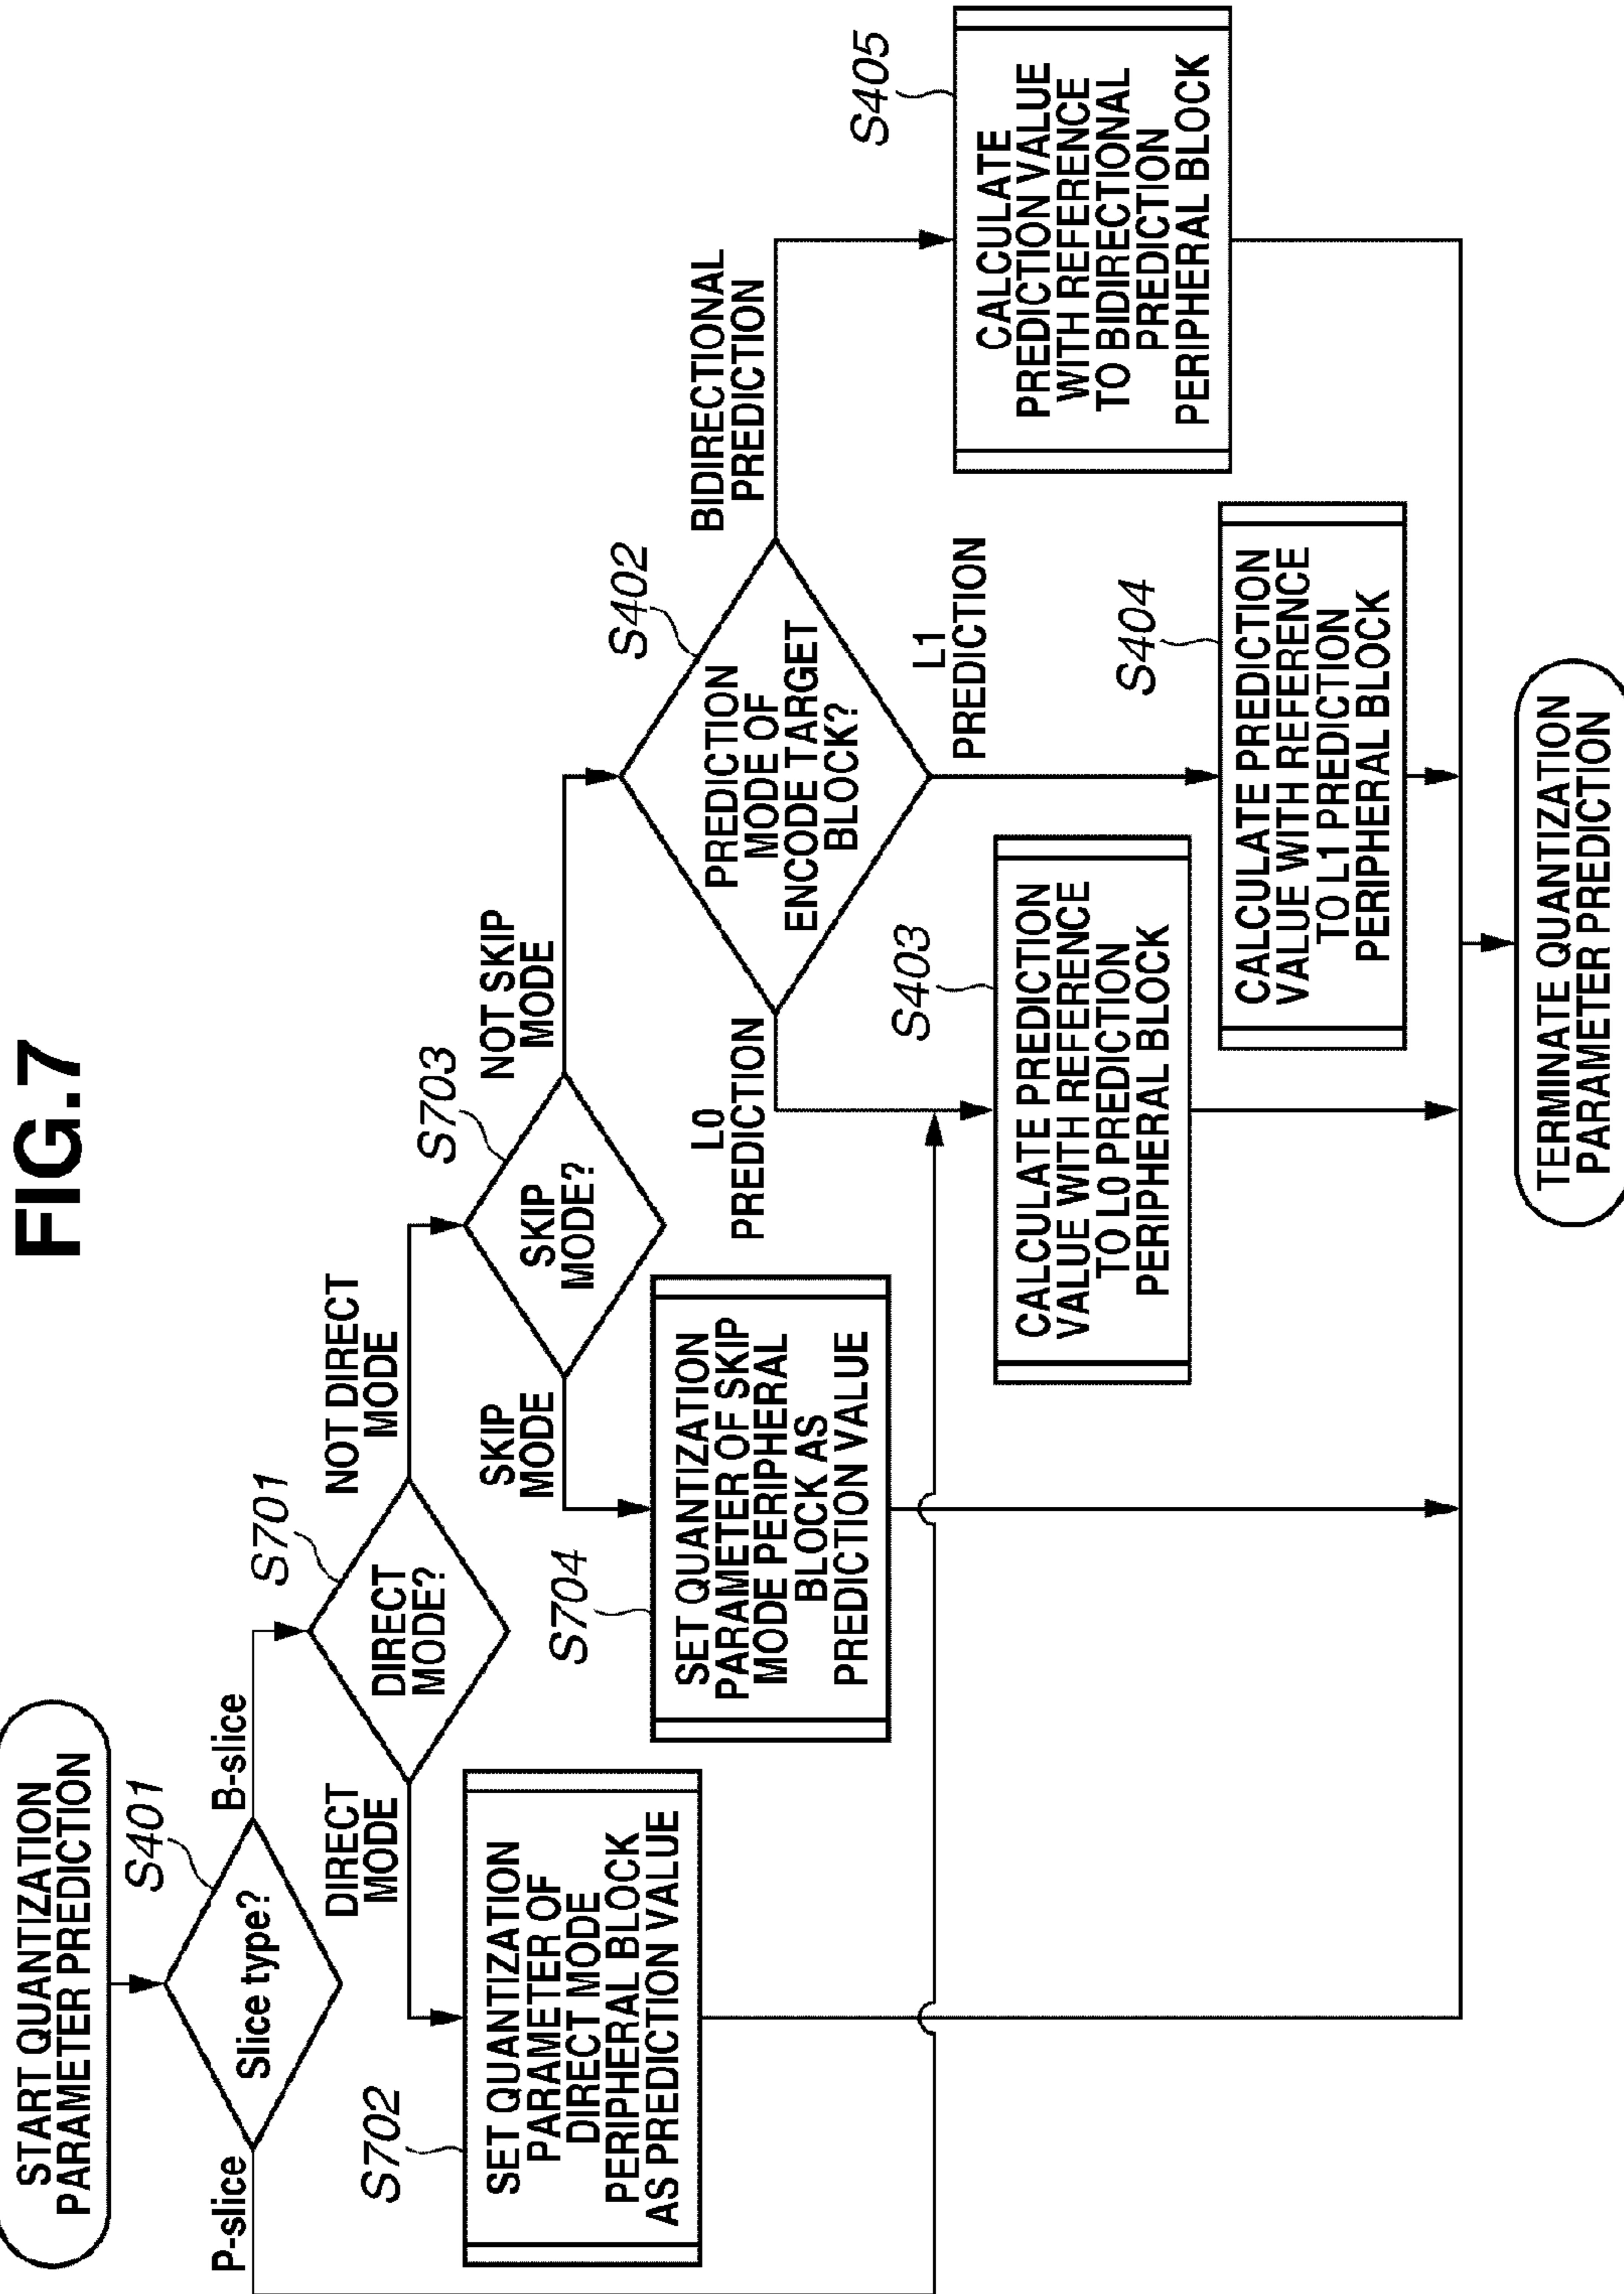 FIG.7
START QUANTIZATION
PARAMETER PREDICTION
S401
Slice type?
P-slice
B-slice
S701
DIRECT
MODE?
DIRECT
MODE
NOT DIRECT
MODE
S702
SET QUANTIZATION
PARAMETER OF
DIRECT MODE
PERIPHERAL BLOCK
AS PREDICTION VALUE
S703
SKIP
MODE?
SKIP
MODE
NOT SKIP
MODE
S704
SET QUANTIZATION
PARAMETER OF SKIP
MODE PERIPHERAL
BLOCK AS
PREDICTION VALUE
S402
PREDICTION
MODE OF
ENCODE TARGET
BLOCK?
L0
PREDICTION
L1
PREDICTION
BIDIRECTIONAL
PREDICTION
S403
CALCULATE PREDICTION
VALUE WITH REFERENCE
TO L0 PREDICTION
PERIPHERAL BLOCK
S404
CALCULATE PREDICTION
VALUE WITH REFERENCE
TO L1 PREDICTION
PERIPHERAL BLOCK
S405
CALCULATE
PREDICTION VALUE
WITH REFERENCE
TO BIDIRECTIONAL
PREDICTION
PERIPHERAL BLOCK
TERMINATE QUANTIZATION
PARAMETER PREDICTION